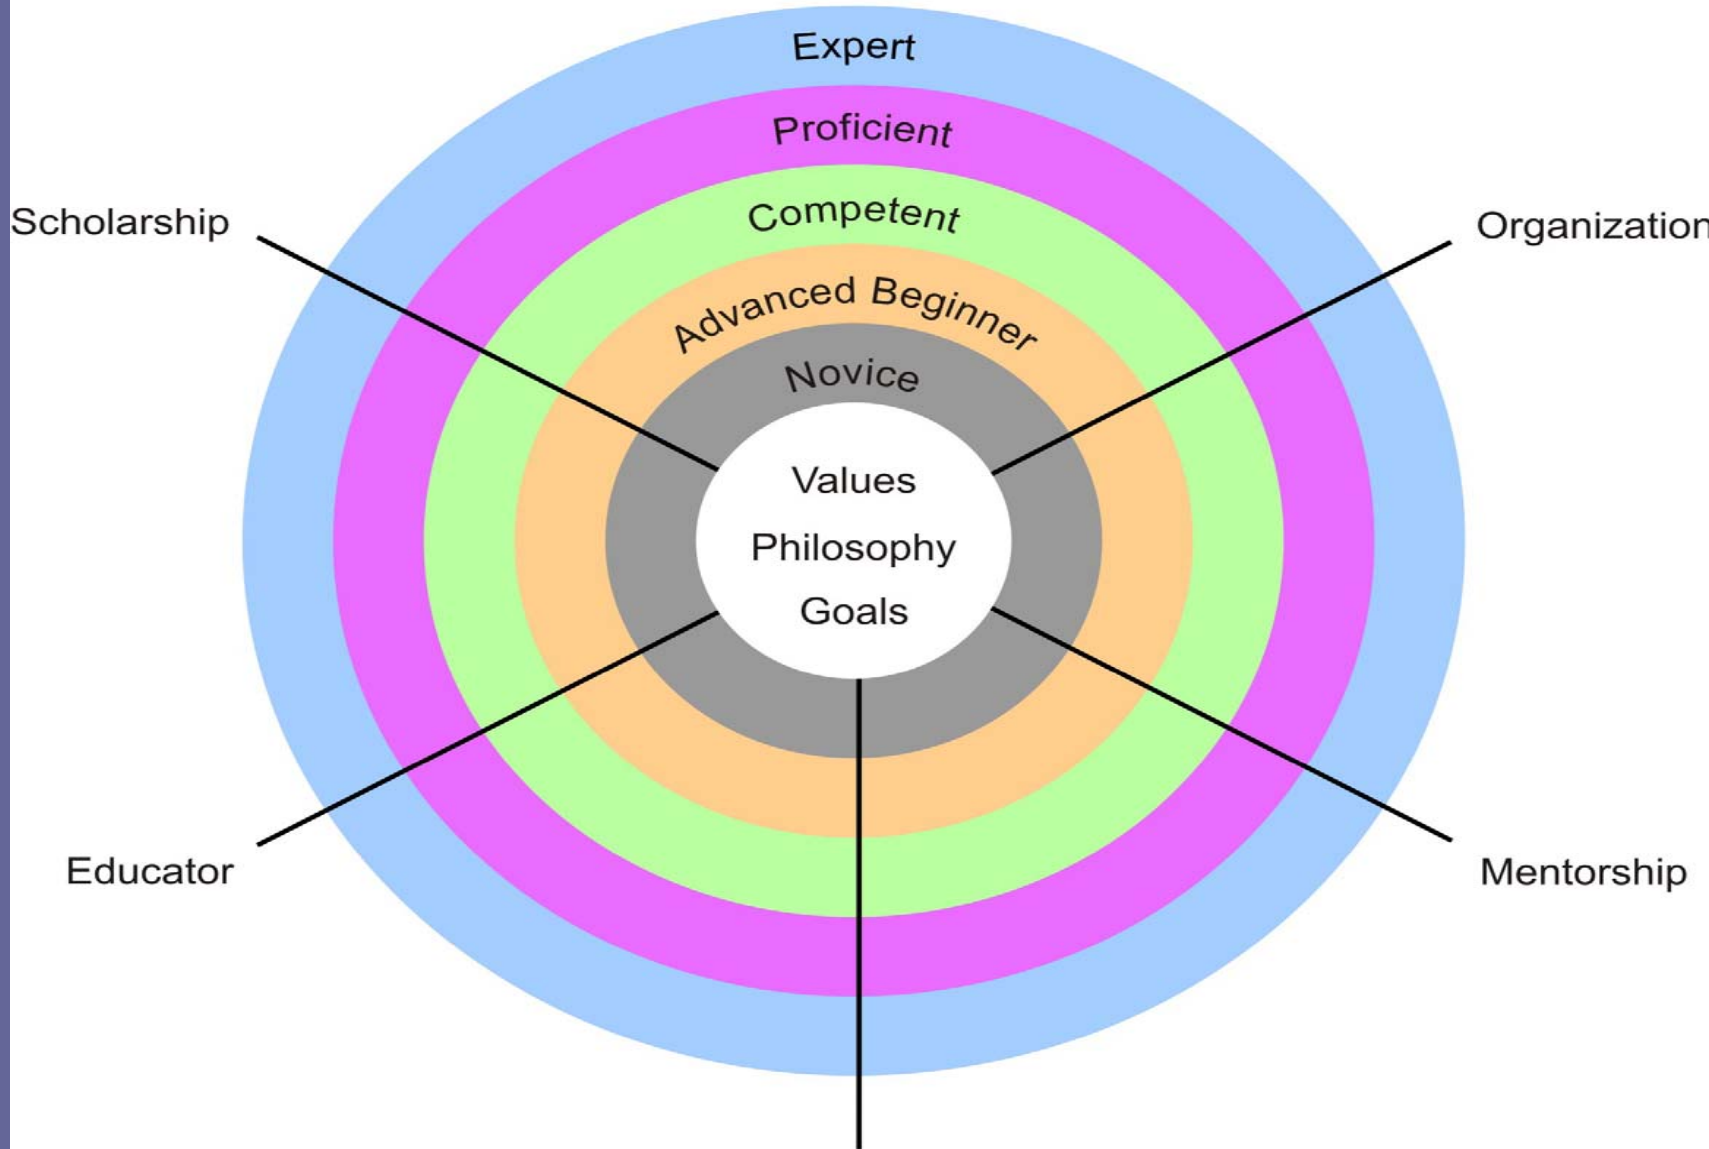 Expert
Proficient
Competent
Advanced Beginner
Novice
Values
Philosophy
Goals
Scholarship
Organization
Educator
Mentorship